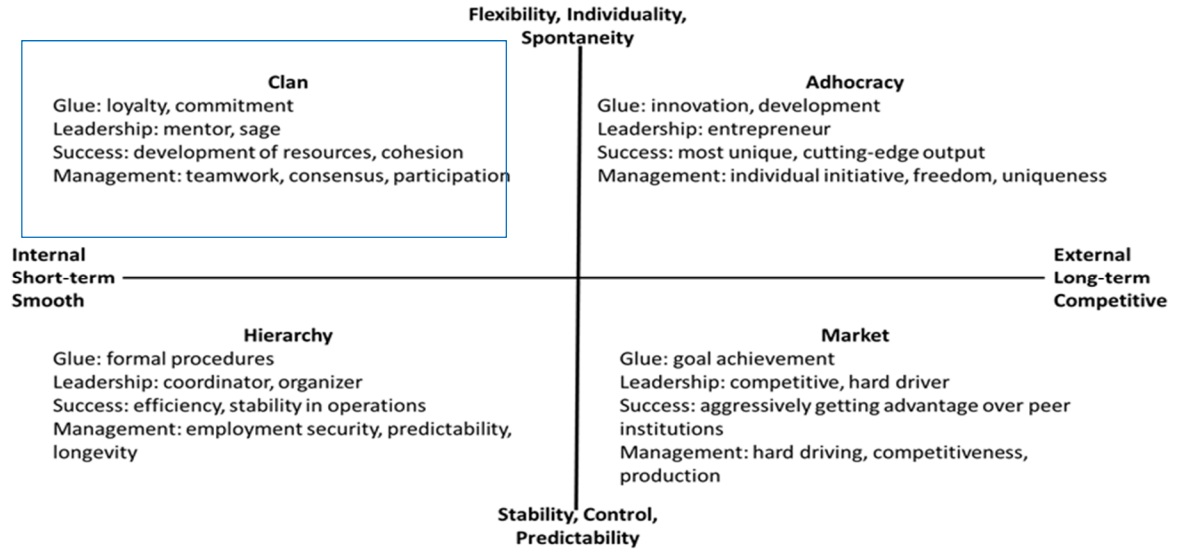 Flexibility, Individuality,
Spontaneity
Clan
Glue: loyalty, commitment
Leadership: mentor, sage
Success: development of resources, cohesion
Management: teamwork, consensus, participation
Adhocracy
Glue: innovation, development
Leadership: entrepreneur
Success: most unique, cutting-edge output
Management: individual initiative, freedom, uniqueness
Internal
Short-term
Smooth
External
Long-term
Competitive
Hierarchy
Glue: formal procedures
Leadership: coordinator, organizer
Success: efficiency, stability in operations
Management: employment security, predictability,
longevity
Market
Glue: goal achievement
Leadership: competitive, hard driver
Success: aggressively getting advantage over peer
institutions
Management: hard driving, competitiveness,
production
Stability, Control,
Predictability